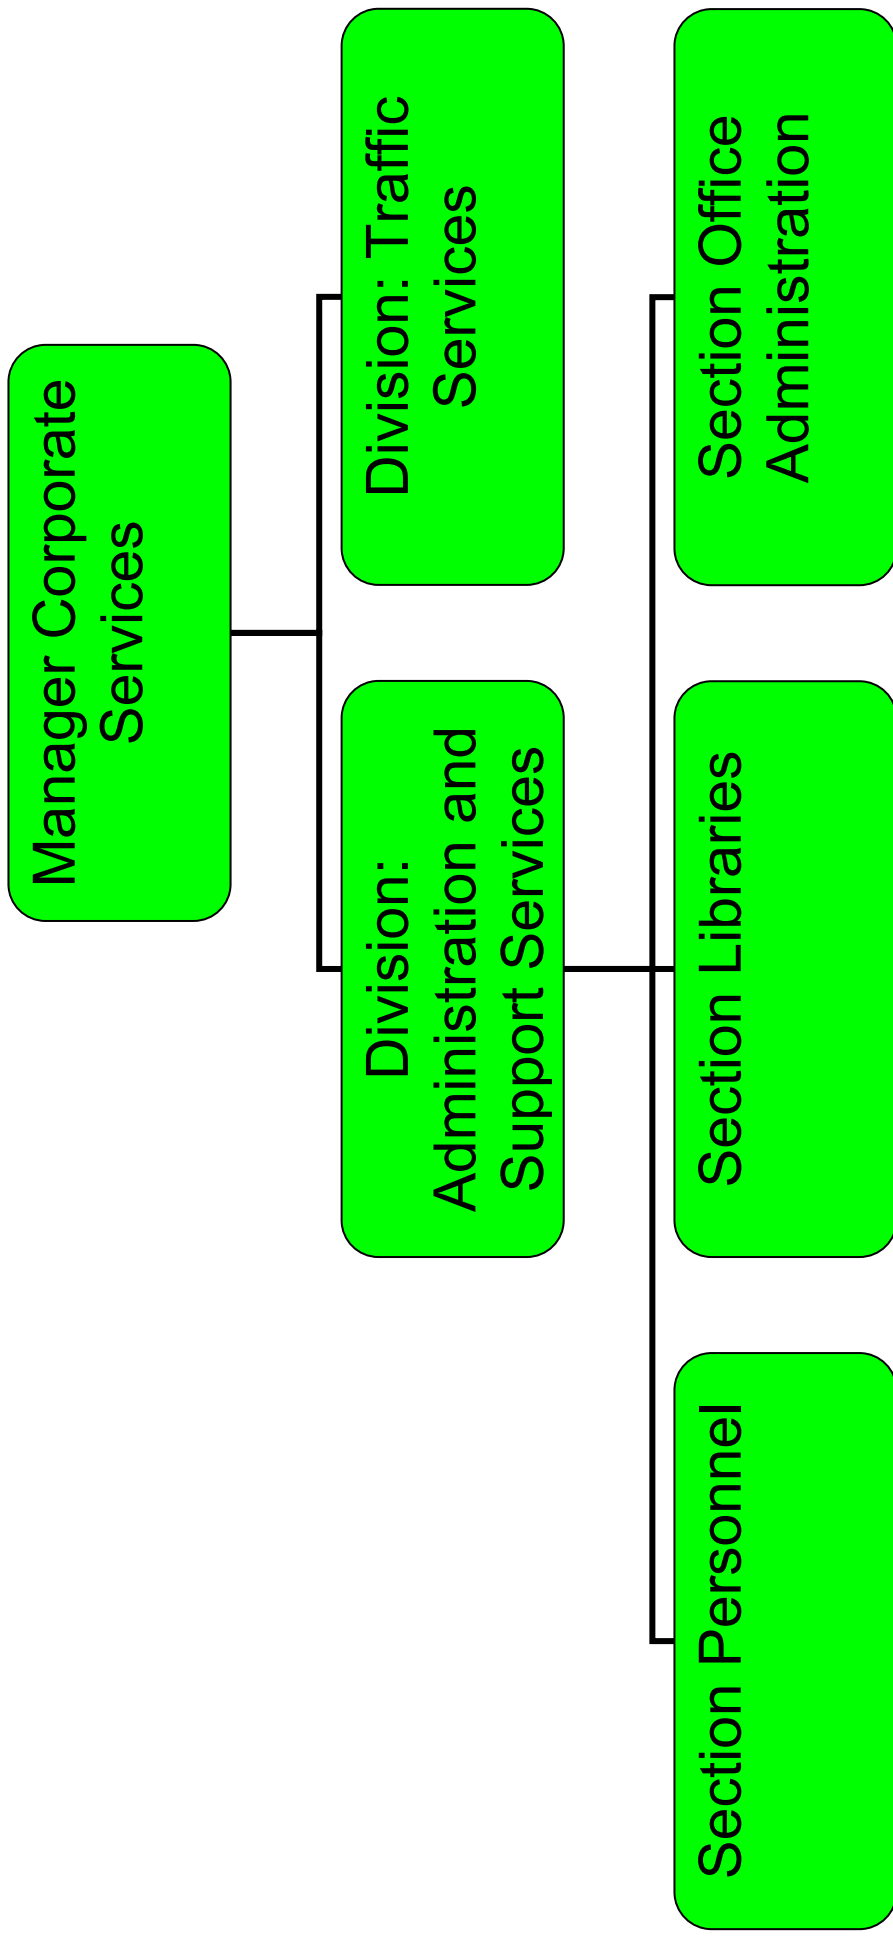 Manager Corporate
Services
Division:
Administration and
Support Services
Division: Traffic
Services
Section Personnel
Section Libraries
Section Office
Administration